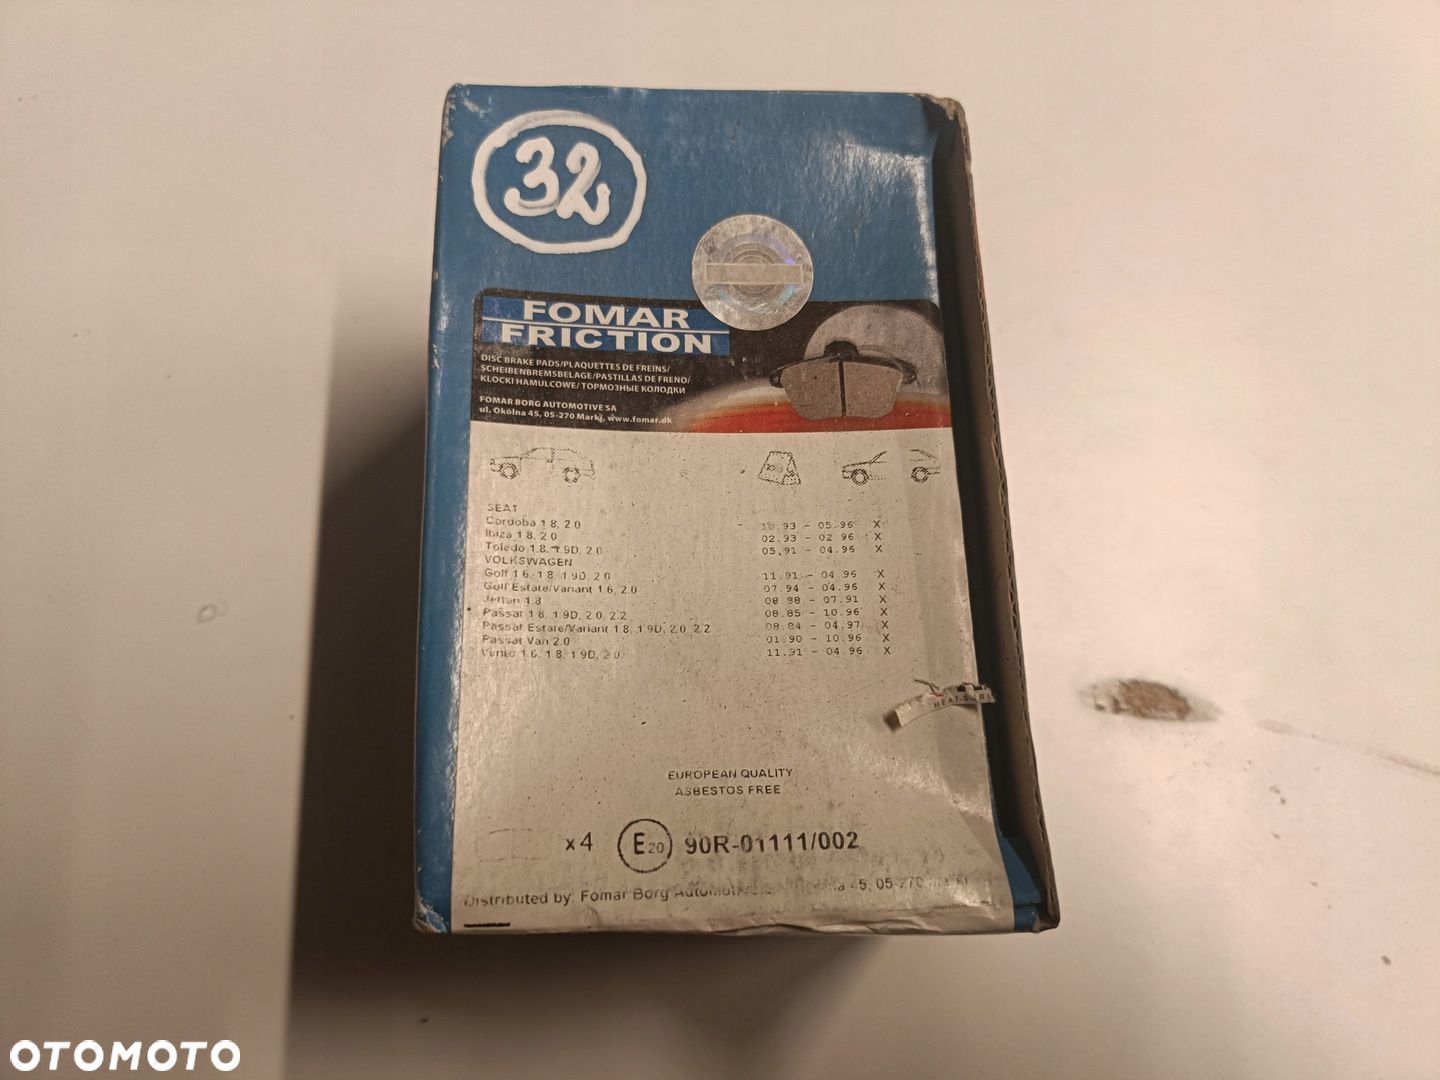 32
FOMAR
FRICTION
DISC BRAKE PADS/PLAQUETTES DE FREINS/
SCHEIBENBREMSBELAGE/PASTILLAS DE FRENO/
KLOCKI HAMULCOWE/ ТОРМОЗНЫЕ КОЛОДКИ
FOMAR BORG AUTOMOTIVE SA
ul. Okólna 45, 05-270 Marki, www.fomar.dk
SEAT
Cordoba 1.8, 2.0 - 10.93 - 05.96 X
Ibiza 1.8, 2.0 02.93 - 02.96 X
Toledo 1.8, 1.9D, 2.0 05.91 - 04.96 X
VOLKSWAGEN
Golf 1.6, 1.8, 1.9D, 2.0 11.91 - 04.96 X
Golf Estate/Variant 1.6, 2.0 07.94 - 04.96 X
1.8 08.88 - 07.91 X
Passat 1.8, 1.9D, 2.0, 2.2 08.85 - 10.96 X
Passat Estate/Variant 1.8, 1.9D, 2.0, 2.2 08.84 - 04.97 X
Passat Van 2.0 01.90 - 10.96 X
Vento 1.6, 1.8, 1.9D, 2.0 11.91 - 04.96 X
EUROPEAN QUALITY
ASBESTOS FREE
x4 E20 90R-01111/002
Distributed by: Fomar Borg 45, 05-270
OTOMOTO